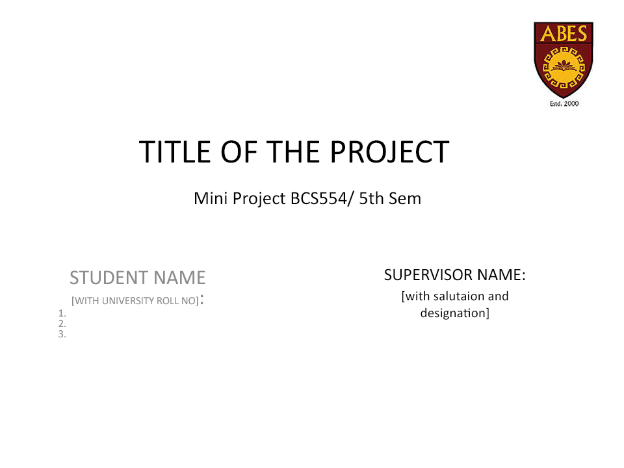 ABES
Estd. 2000
TITLE OF THE PROJECT
Mini Project BCS554/ 5th Sem
STUDENT NAME
[WITH UNIVERSITY ROLL NO]:
1.
2.
3.
SUPERVISOR NAME:
[with salutaion and
designation]